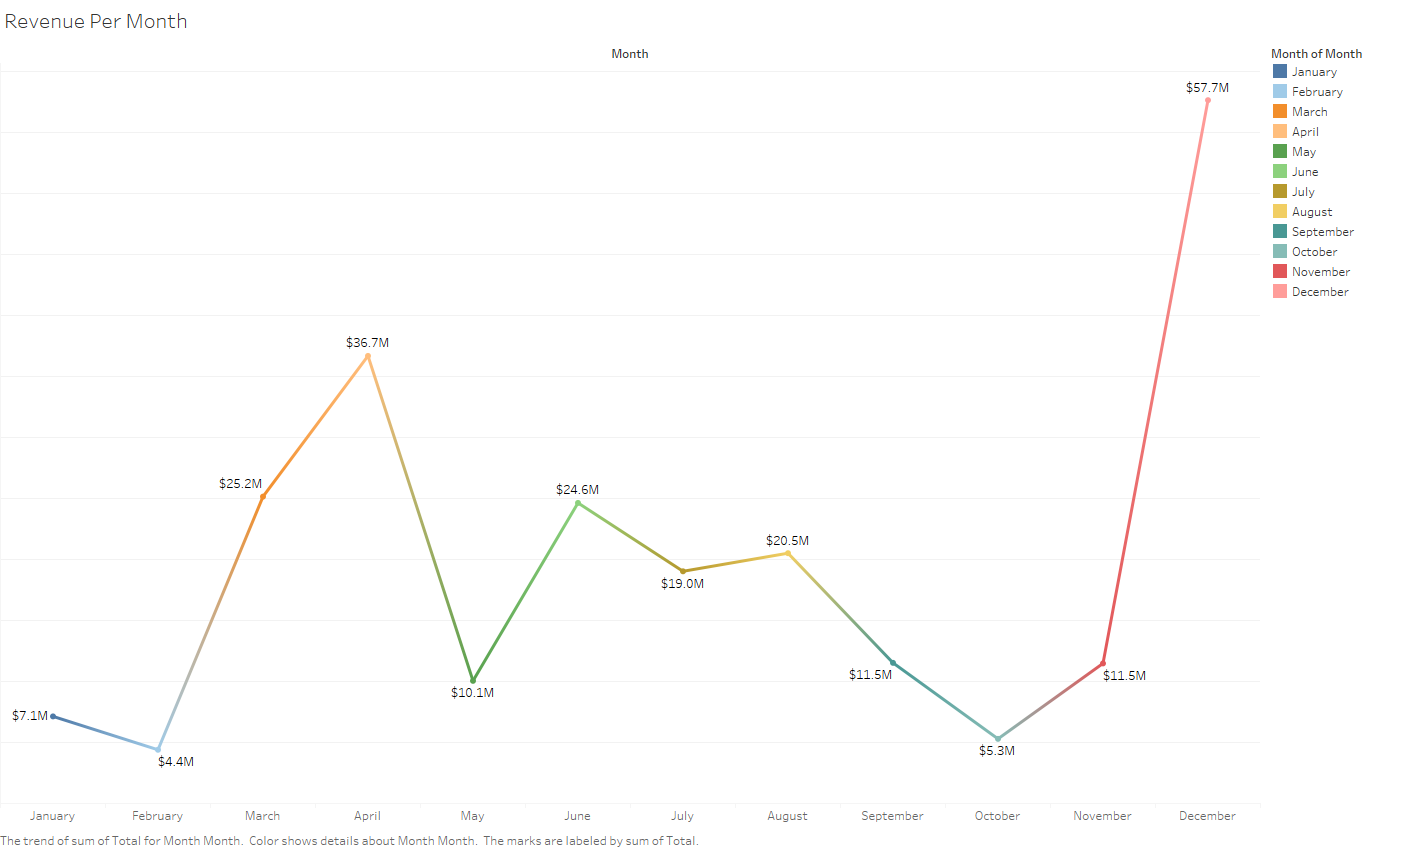 Revenue Per Month
Month
Month of Month
January
February
March
April
May
June
July
August
September
October
November
December
$57.7M
$36.7M
$25.2M
$24.6M
$20.5M
$19.0M
$11.5M
$11.5M
$10.1M
$7.1M
$5.3M
$4.4M
January February March April May June July August September October November December
The trend of sum of Total for Month Month.  Color shows details about Month Month.  The marks are labeled by sum of Total.